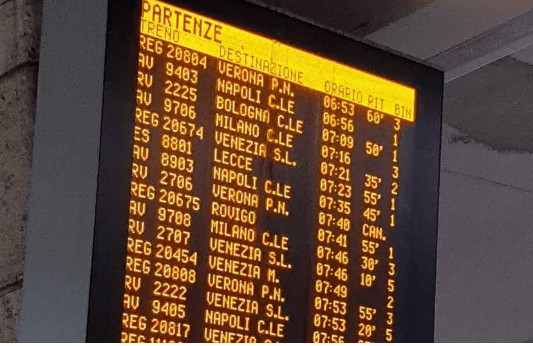 PARTENZE
TRENO DESTINAZIONE ORARIO RIT BIN
REG 20804 VERONA P.N. 06:53 60' 3
AV 9403 NAPOLI C.LE 06:56 1
RV 2225 BOLOGNA C.LE 07:09 50' 1
AV 9706 MILANO C.LE 07:16 3
REG 20674 VENEZIA S.L. 07:21 35' 2
ES 8801 LECCE 07:23 55' 1
AV 8903 NAPOLI C.LE 07:35 45' 1
RV 2706 VERONA P.N. 07:40 CAN.
REG 20675 ROVIGO 07:41 55' 1
AV 9708 MILANO C.LE 07:46 30' 3
RV 2707 VENEZIA S.L. 07:46 10' 5
REG 20454 VENEZIA M. 07:49 2
REG 20808 VERONA P.N. 07:53 55' 3
RV 2222 VENEZIA S.L. 07:53 20' 5
AV 9405 NAPOLI C.LE 07:56
REG 20817
REG